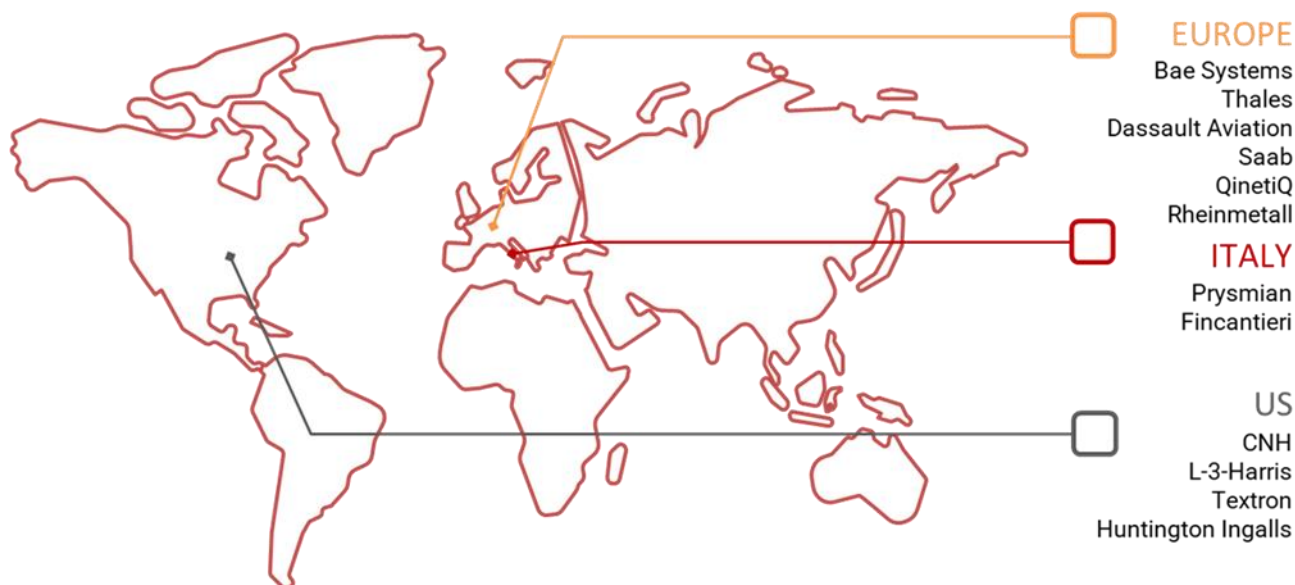 EUROPE
Bae Systems
Thales
Dassault Aviation
Saab
QinetiQ
Rheinmetall
ITALY
Prysmian
Fincantieri
US
CNH
L-3-Harris
Textron
Huntington Ingalls